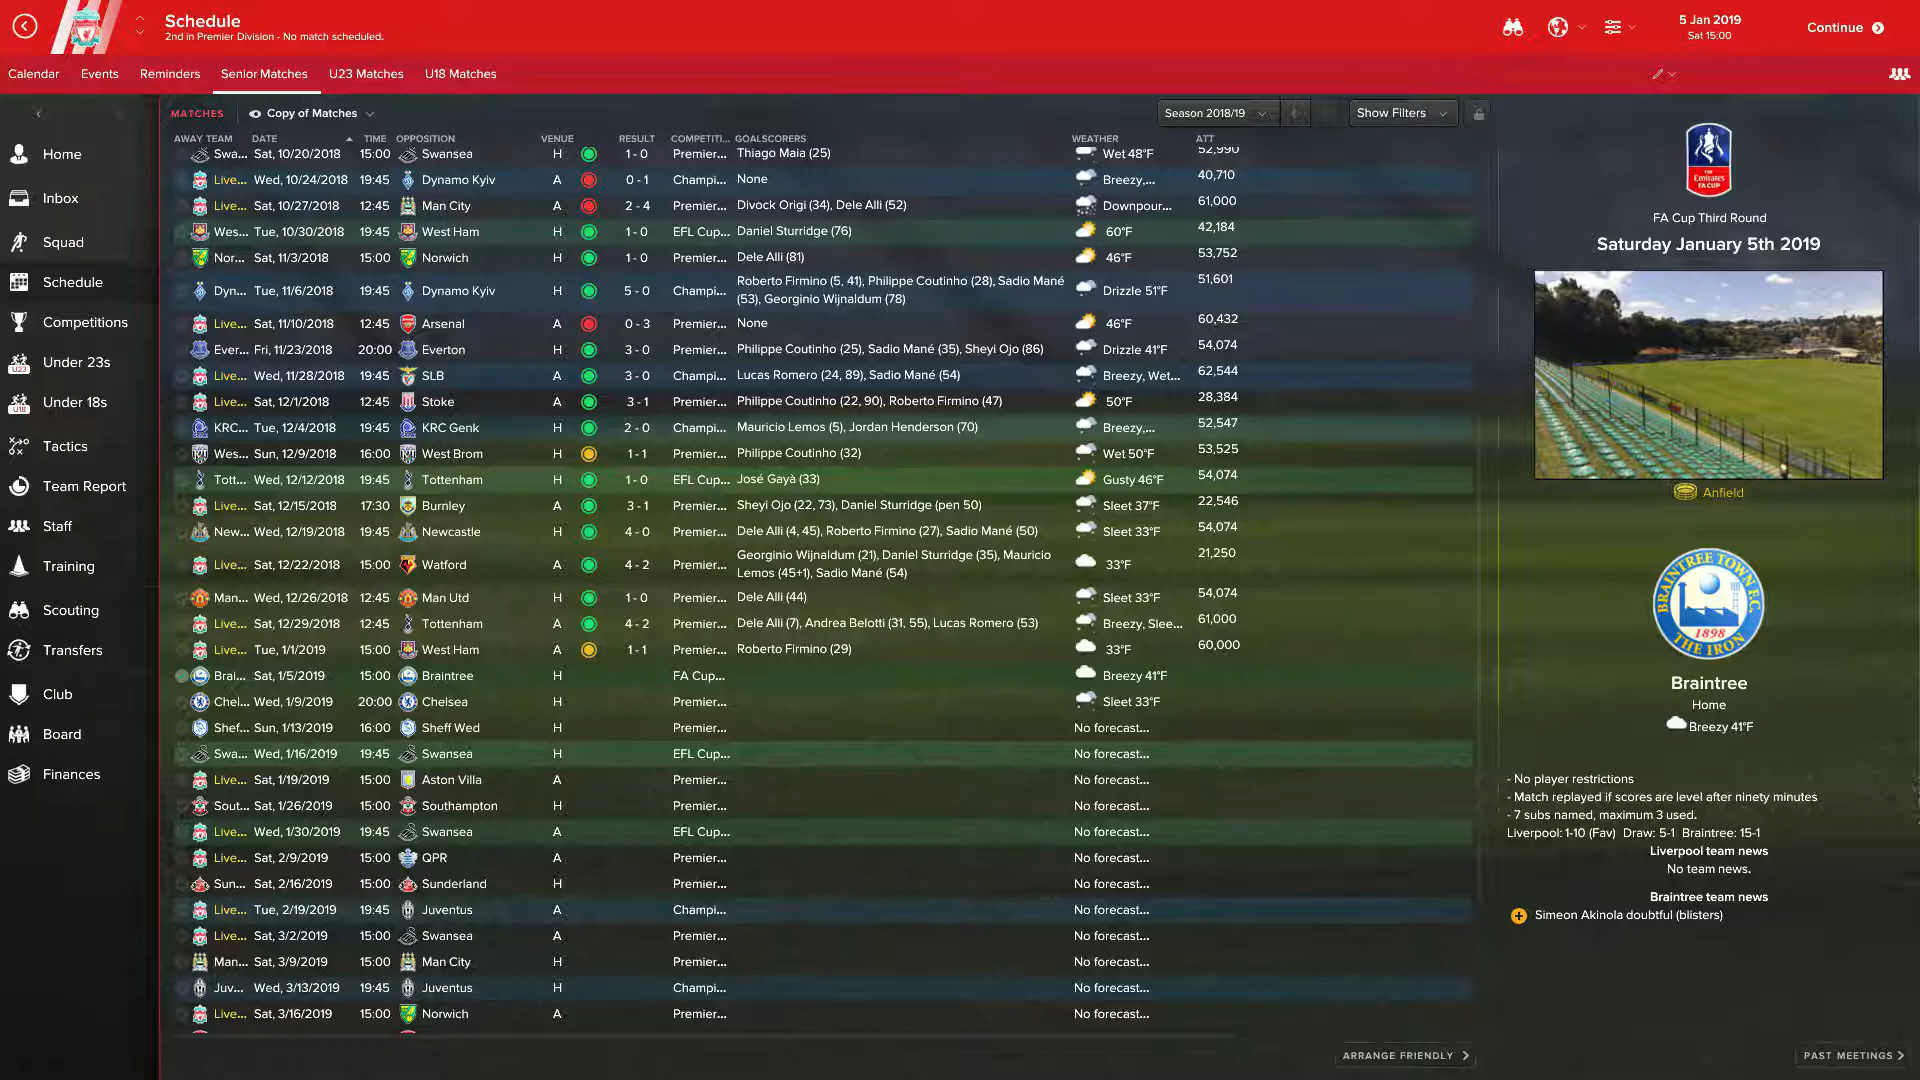 Schedule
2nd in Premier Division - No match scheduled.
5 Jan 2019
Sat 15:00
Continue
Calendar Events Reminders Senior Matches U23 Matches U18 Matches
MATCHES Copy of Matches Season 2018/19 Show Filters
AWAY TEAM DATE TIME OPPOSITION VENUE RESULT COMPETITI... GOALSCORERS WEATHER ATT
Swa... Sat, 10/20/2018 15:00 Swansea H 1 - 0 Premier... Thiago Maia (25) Wet 48°F 52,990
Live... Wed, 10/24/2018 19:45 Dynamo Kyiv A 0 - 1 Champi... None Breezy,... 40,710
Live... Sat, 10/27/2018 12:45 Man City A 2 - 4 Premier... Divock Origi (34), Dele Alli (52) Downpour... 61,000
Wes... Tue, 10/30/2018 19:45 West Ham H 1 - 0 EFL Cup... Daniel Sturridge (76) 60°F 42,184
Nor... Sat, 11/3/2018 15:00 Norwich H 1 - 0 Premier... Dele Alli (81) 46°F 53,752
Dyn... Tue, 11/6/2018 19:45 Dynamo Kyiv H 5 - 0 Champi... Roberto Firmino (5, 41), Philippe Coutinho (28), Sadio Mané Drizzle 51°F 51,601
(53), Georginio Wijnaldum (78)
Live... Sat, 11/10/2018 12:45 Arsenal A 0 - 3 Premier... None 46°F 60,432
Ever... Fri, 11/23/2018 20:00 Everton H 3 - 0 Premier... Philippe Coutinho (25), Sadio Mané (35), Sheyi Ojo (86) Drizzle 41°F 54,074
Live... Wed, 11/28/2018 19:45 SLB A 3 - 0 Champi... Lucas Romero (24, 89), Sadio Mané (54) Breezy, Wet... 62,544
Live... Sat, 12/1/2018 12:45 Stoke A 3 - 1 Premier... Philippe Coutinho (22, 90), Roberto Firmino (47) 50°F 28,384
KRC... Tue, 12/4/2018 19:45 KRC Genk H 2 - 0 Champi... Mauricio Lemos (5), Jordan Henderson (70) Breezy,... 52,547
Wes... Sun, 12/9/2018 16:00 West Brom H 1 - 1 Premier... Philippe Coutinho (32) Wet 50°F 53,525
Tott... Wed, 12/12/2018 19:45 Tottenham H 1 - 0 EFL Cup... José Gayà (33) Gusty 46°F 54,074
Live... Sat, 12/15/2018 17:30 Burnley A 3 - 1 Premier... Sheyi Ojo (22, 73), Daniel Sturridge (pen 50) Sleet 37°F 22,546
New... Wed, 12/19/2018 19:45 Newcastle H 4 - 0 Premier... Dele Alli (4, 45), Roberto Firmino (27), Sadio Mané (50) Sleet 33°F 54,074
Live... Sat, 12/22/2018 15:00 Watford A 4 - 2 Premier... Georginio Wijnaldum (21), Daniel Sturridge (35), Mauricio 33°F 21,250
Lemos (45+1), Sadio Mané (54)
Man... Wed, 12/26/2018 12:45 Man Utd H 1 - 0 Premier... Dele Alli (44) Sleet 33°F 54,074
Live... Sat, 12/29/2018 12:45 Tottenham A 4 - 2 Premier... Dele Alli (7), Andrea Belotti (31, 55), Lucas Romero (53) Breezy, Slee... 61,000
Live... Tue, 1/1/2019 15:00 West Ham A 1 - 1 Premier... Roberto Firmino (29) 33°F 60,000
Brai... Sat, 1/5/2019 15:00 Braintree H FA Cup... Breezy 41°F
Chel... Wed, 1/9/2019 20:00 Chelsea H Premier... Sleet 33°F
Shef... Sun, 1/13/2019 16:00 Sheff Wed H Premier... No forecast...
Swa... Wed, 1/16/2019 19:45 Swansea H EFL Cup... No forecast...
Live... Sat, 1/19/2019 15:00 Aston Villa A Premier... No forecast...
Sout... Sat, 1/26/2019 15:00 Southampton H Premier... No forecast...
Live... Wed, 1/30/2019 19:45 Swansea A EFL Cup... No forecast...
Live... Sat, 2/9/2019 15:00 QPR A Premier... No forecast...
Sun... Sat, 2/16/2019 15:00 Sunderland H Premier... No forecast...
Live... Tue, 2/19/2019 19:45 Juventus A Champi... No forecast...
Live... Sat, 3/2/2019 15:00 Swansea A Premier... No forecast...
Man... Sat, 3/9/2019 15:00 Man City H Premier... No forecast...
Juv... Wed, 3/13/2019 19:45 Juventus H Champi... No forecast...
Live... Sat, 3/16/2019 15:00 Norwich A Premier... No forecast...
ARRANGE FRIENDLY
Home
Inbox
Squad
Schedule
Competitions
U23 Under 23s
U18 Under 18s
Tactics
Team Report
Staff
Training
Scouting
Transfers
Club
Board
Finances
THE Emirates FA CUP
FA Cup Third Round
Saturday January 5th 2019
Anfield
BRAINTREE TOWN F.C.
1898
THE IRON
Braintree
Home
Breezy 41°F
- No player restrictions
- Match replayed if scores are level after ninety minutes
- 7 subs named, maximum 3 used.
Liverpool: 1-10 (Fav) Draw: 5-1 Braintree: 15-1
Liverpool team news
No team news.
Braintree team news
Simeon Akinola doubtful (blisters)
PAST MEETINGS